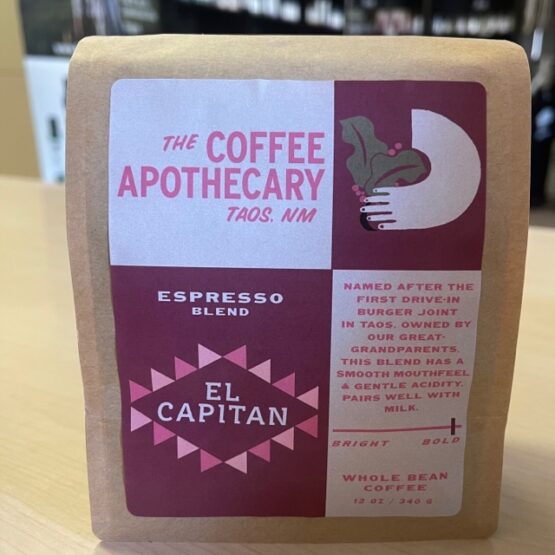 THE COFFEE
APOTHECARY
TAOS, NM
ESPRESSO
BLEND
EL
CAPITAN
NAMED AFTER THE
FIRST DRIVE-IN
BURGER JOINT
IN TAOS, OWNED BY
OUR GREAT-
GRANDPARENTS.
THIS BLEND HAS A
SMOOTH MOUTHFEEL
& GENTLE ACIDITY.
PAIRS WELL WITH
MILK.
BRIGHT BOLD
WHOLE BEAN
COFFEE
12 OZ / 340 G